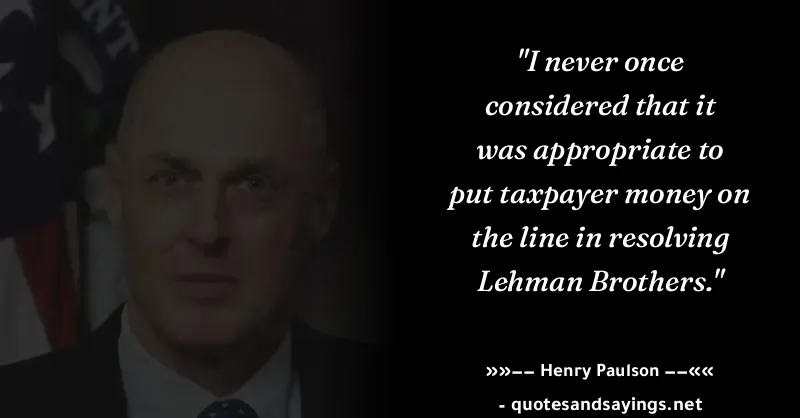 NT
"I never once
considered that it
was appropriate to
put taxpayer money on
the line in resolving
Lehman Brothers."
»»—— Henry Paulson ——««
- quotesandsayings.net